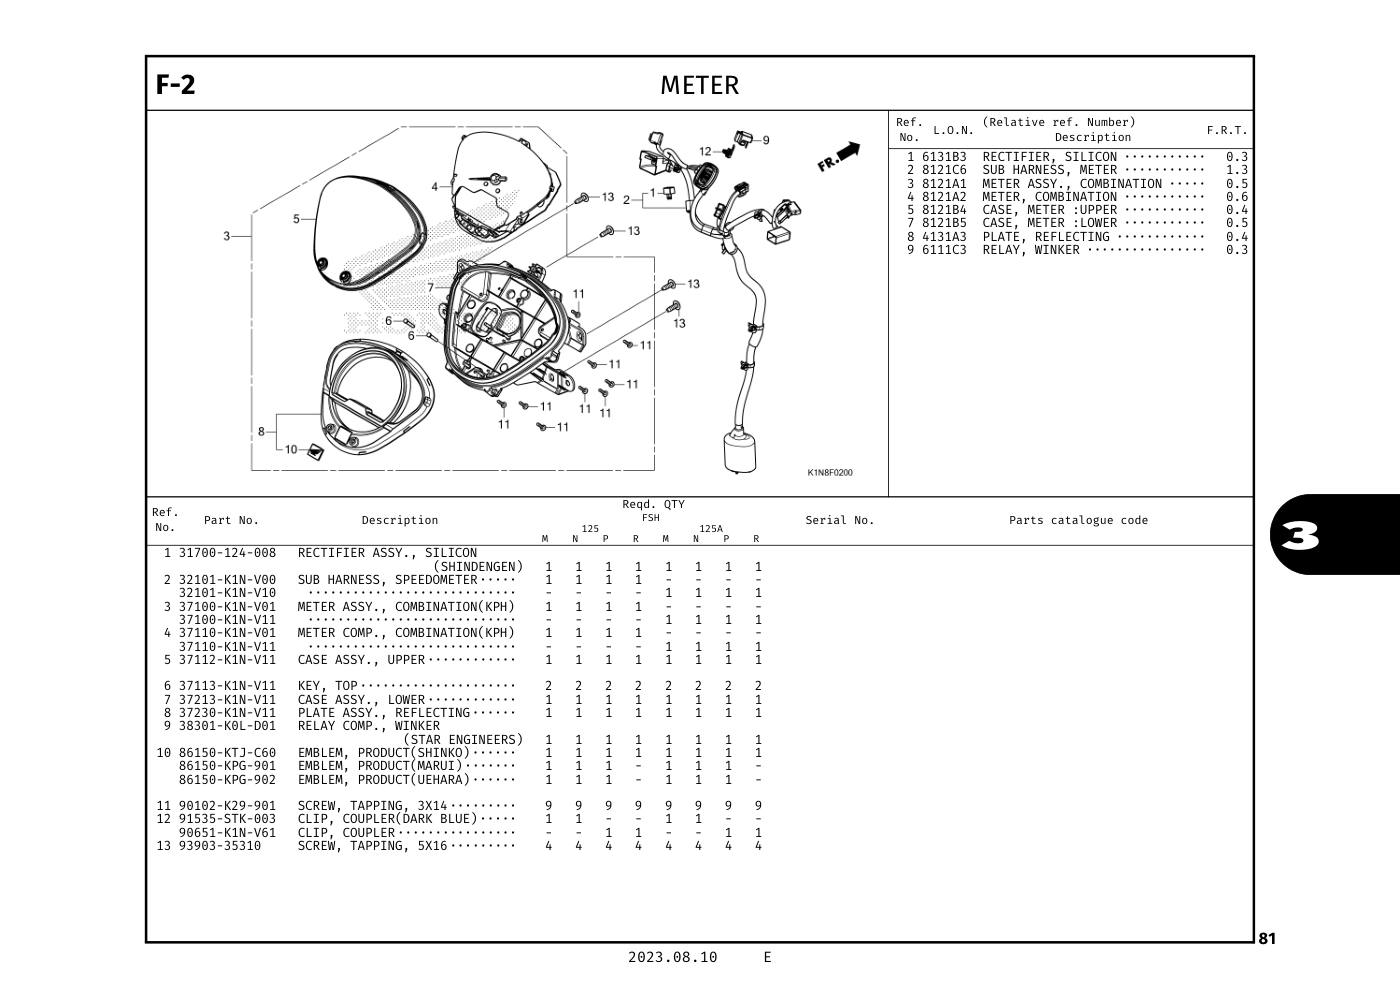 F-2
METER
3
5
4
7
6
6
8
10
13
13
13
13
11
11
11
11
11
11
11
11
11
12
9
1
2
FR.
K1N8F0200
Ref. (Relative ref. Number)
No. L.O.N. Description F.R.T.
1 6131B3 RECTIFIER, SILICON ··········· 0.3
2 8121C6 SUB HARNESS, METER ··········· 1.3
3 8121A1 METER ASSY., COMBINATION ····· 0.5
4 8121A2 METER, COMBINATION ··········· 0.6
5 8121B4 CASE, METER :UPPER ··········· 0.4
7 8121B5 CASE, METER :LOWER ··········· 0.5
8 4131A3 PLATE, REFLECTING ············ 0.4
9 6111C3 RELAY, WINKER ················ 0.3
Reqd. QTY
Ref. No. Part No. Description FSH Serial No. Parts catalogue code
125 125A
M N P R M N P R
1 31700-124-008 RECTIFIER ASSY., SILICON
(SHINDENGEN) 1 1 1 1 1 1 1 1
2 32101-K1N-V00 SUB HARNESS, SPEEDOMETER····· 1 1 1 1 - - - -
32101-K1N-V10 ···························· - - - - 1 1 1 1
3 37100-K1N-V01 METER ASSY., COMBINATION(KPH) 1 1 1 1 - - - -
37100-K1N-V11 ···························· - - - - 1 1 1 1
4 37110-K1N-V01 METER COMP., COMBINATION(KPH) 1 1 1 1 - - - -
37110-K1N-V11 ···························· - - - - 1 1 1 1
5 37112-K1N-V11 CASE ASSY., UPPER············ 1 1 1 1 1 1 1 1
6 37113-K1N-V11 KEY, TOP····················· 2 2 2 2 2 2 2 2
7 37213-K1N-V11 CASE ASSY., LOWER············ 1 1 1 1 1 1 1 1
8 37230-K1N-V11 PLATE ASSY., REFLECTING······ 1 1 1 1 1 1 1 1
9 38301-K0L-D01 RELAY COMP., WINKER
(STAR ENGINEERS) 1 1 1 1 1 1 1 1
10 86150-KTJ-C60 EMBLEM, PRODUCT(SHINKO)······ 1 1 1 1 1 1 1 1
86150-KPG-901 EMBLEM, PRODUCT(MARUI)······· 1 1 1 - 1 1 1 -
86150-KPG-902 EMBLEM, PRODUCT(UEHARA)······ 1 1 1 - 1 1 1 -
11 90102-K29-901 SCREW, TAPPING, 3X14········· 9 9 9 9 9 9 9 9
12 91535-STK-003 CLIP, COUPLER(DARK BLUE)····· 1 1 - - 1 1 - -
90651-K1N-V61 CLIP, COUPLER················ - - 1 1 - - 1 1
13 93903-35310 SCREW, TAPPING, 5X16········· 4 4 4 4 4 4 4 4
3
81
2023.08.10 E